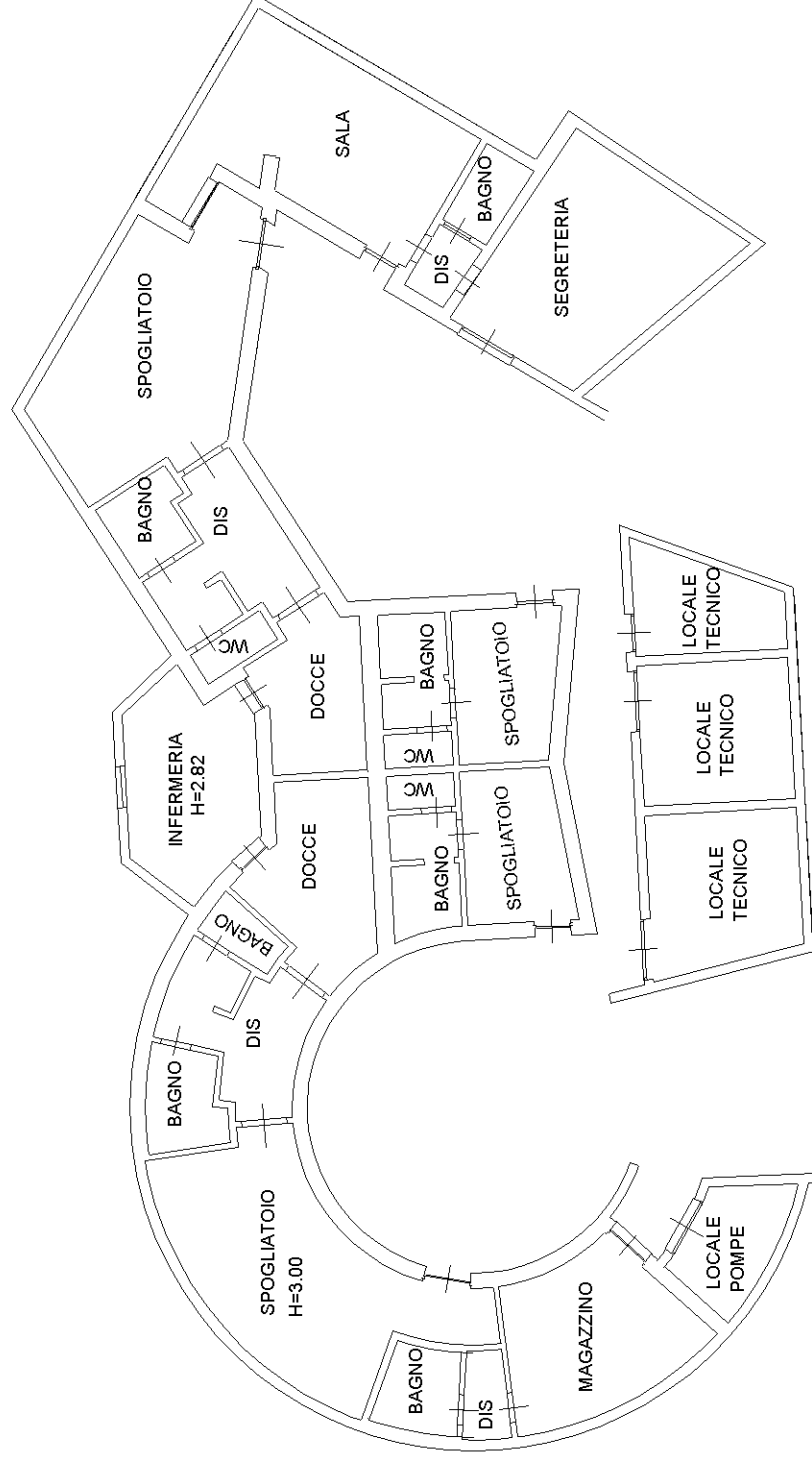 SALA
BAGNO
DIS
SEGRETERIA
SPOGLIATOIO
BAGNO
DIS
WC
DOCCE
INFERMERIA
H=2.82
BAGNO
SPOGLIATOIO
WC
WC
BAGNO
SPOGLIATOIO
LOCALE
TECNICO
LOCALE
TECNICO
LOCALE
TECNICO
DOCCE
BAGNO
DIS
BAGNO
SPOGLIATOIO
H=3.00
BAGNO
DIS
MAGAZZINO
LOCALE
POMPE